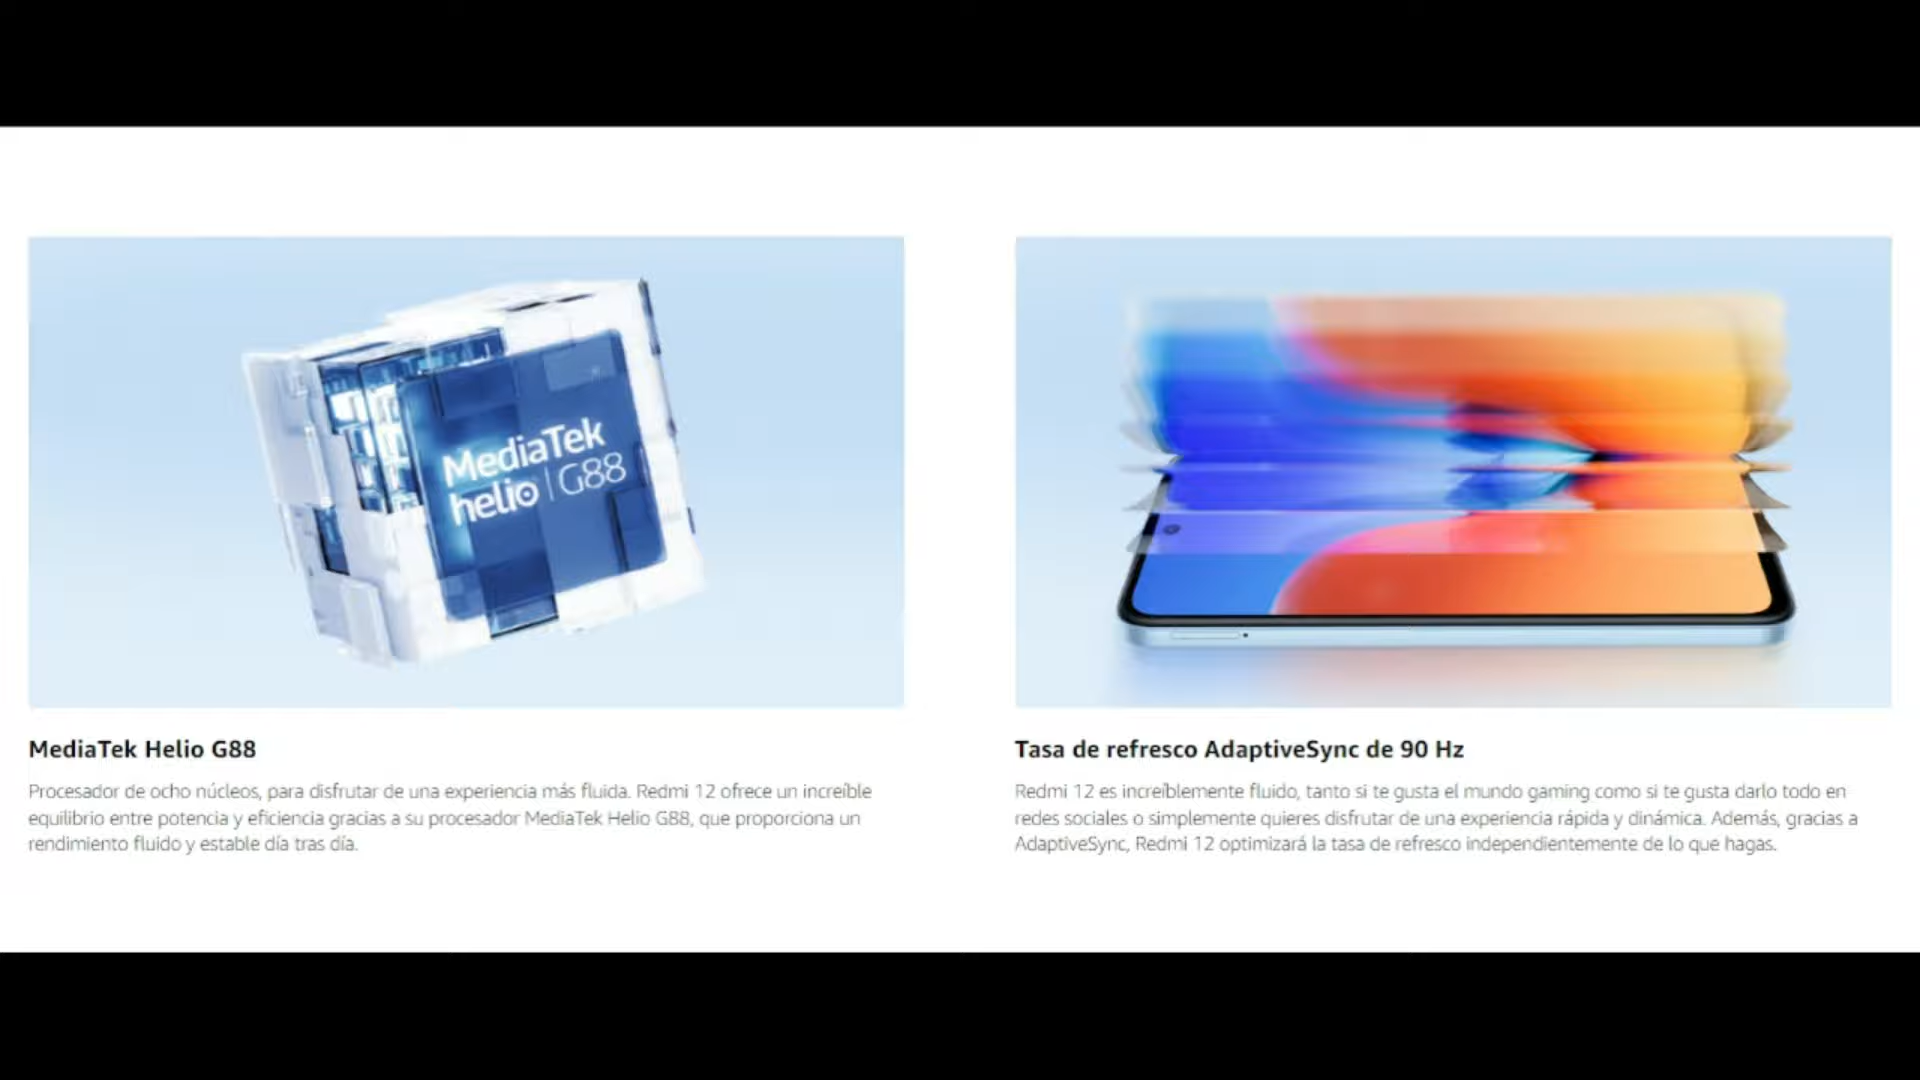 MediaTek
helio | G88
MediaTek Helio G88
Procesador de ocho núcleos, para disfrutar de una experiencia más fluida. Redmi 12 ofrece un increíble
equilibrio entre potencia y eficiencia gracias a su procesador MediaTek Helio G88, que proporciona un
rendimiento fluido y estable día tras día.
Tasa de refresco AdaptiveSync de 90 Hz
Redmi 12 es increíblemente fluido, tanto si te gusta el mundo gaming como si te gusta darlo todo en
redes sociales o simplemente quieres disfrutar de una experiencia rápida y dinámica. Además, gracias a
AdaptiveSync, Redmi 12 optimizará la tasa de refresco independientemente de lo que hagas.